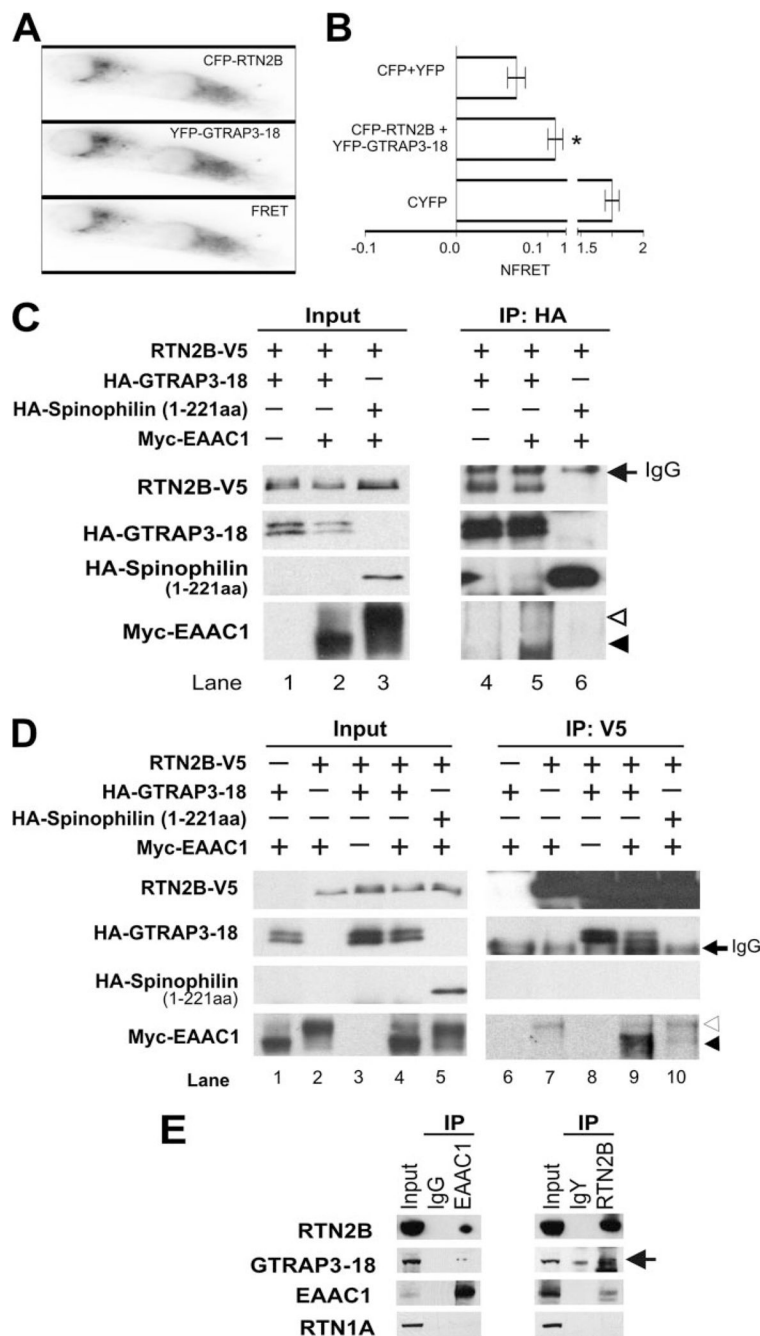 A
CFP-RTN2B
YFP-GTRAP3-18
FRET
B
CFP+YFP
CFP-RTN2B +
YFP-GTRAP3-18
*
CYFP
-0.1 0.0 0.1 1 1.5 2
NFRET
C
Input IP: HA
RTN2B-V5 + + + + + +
HA-GTRAP3-18 + + − + + −
HA-Spinophilin (1-221aa) − − + − − +
Myc-EAAC1 − + + − + +
RTN2B-V5 IgG
HA-GTRAP3-18
HA-Spinophilin
(1-221aa)
Myc-EAAC1
Lane 1 2 3 4 5 6
D
Input IP: V5
RTN2B-V5 − + + + + − + + + +
HA-GTRAP3-18 + − + + − + − + + −
HA-Spinophilin (1-221aa) − − − − + − − − − +
Myc-EAAC1 + + − + + + + − + +
RTN2B-V5
HA-GTRAP3-18 IgG
HA-Spinophilin
(1-221aa)
Myc-EAAC1
Lane 1 2 3 4 5 6 7 8 9 10
E
IP IP
Input IgG EAAC1 Input IgY RTN2B
RTN2B
GTRAP3-18
EAAC1
RTN1A